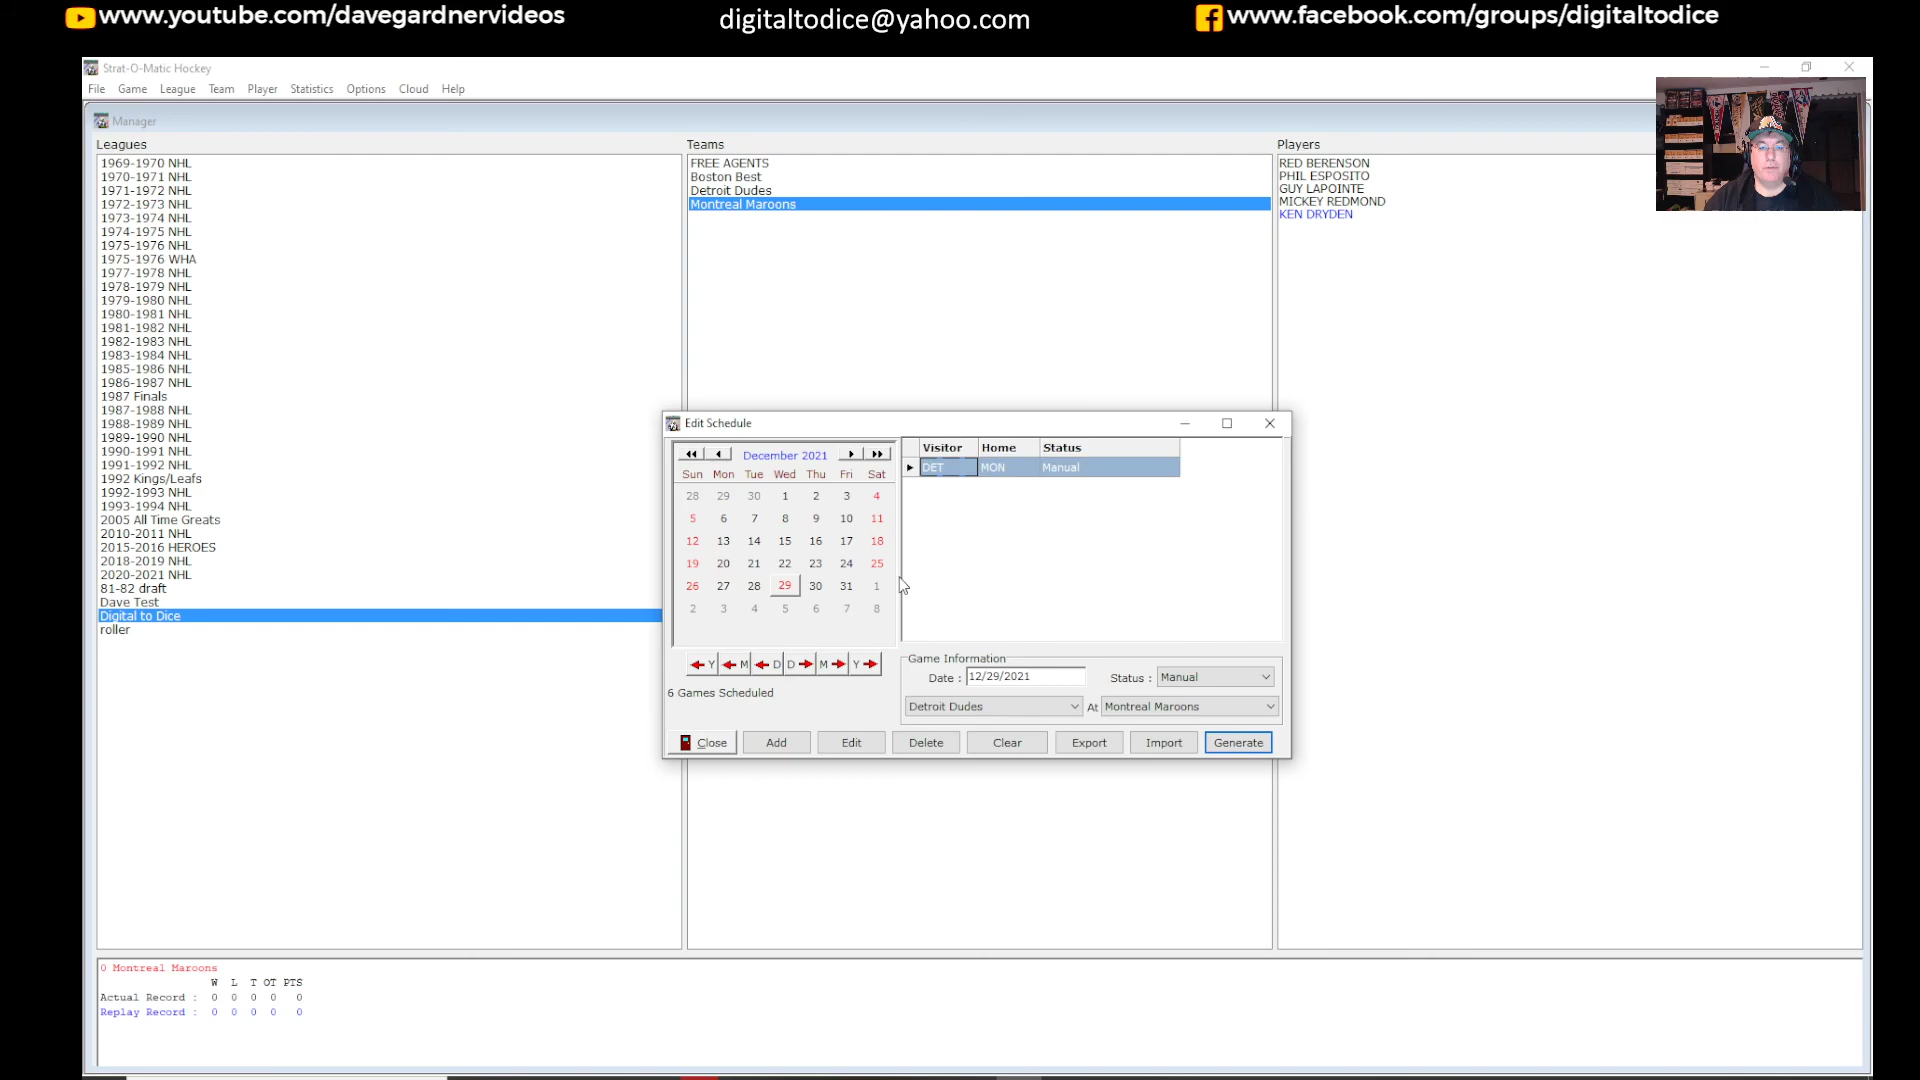 www.youtube.com/davegardnervideos
digitaltodice@yahoo.com
www.facebook.com/groups/digitaltodice
Strat-O-Matic Hockey
File Game League Team Player Statistics Options Cloud Help
Manager
Leagues
1969-1970 NHL
1970-1971 NHL
1971-1972 NHL
1972-1973 NHL
1973-1974 NHL
1974-1975 NHL
1975-1976 NHL
1975-1976 WHA
1977-1978 NHL
1978-1979 NHL
1979-1980 NHL
1980-1981 NHL
1981-1982 NHL
1982-1983 NHL
1983-1984 NHL
1985-1986 NHL
1986-1987 NHL
1987 Finals
1987-1988 NHL
1988-1989 NHL
1989-1990 NHL
1990-1991 NHL
1991-1992 NHL
1992 Kings/Leafs
1992-1993 NHL
1993-1994 NHL
2005 All Time Greats
2010-2011 NHL
2015-2016 HEROES
2018-2019 NHL
2020-2021 NHL
81-82 draft
Dave Test
Digital to Dice
roller
Teams
FREE AGENTS
Boston Best
Detroit Dudes
Montreal Maroons
Players
RED BERENSON
PHIL ESPOSITO
GUY LAPOINTE
MICKEY REDMOND
KEN DRYDEN
Edit Schedule
December 2021
Sun Mon Tue Wed Thu Fri Sat
28 29 30 1 2 3 4
5 6 7 8 9 10 11
12 13 14 15 16 17 18
19 20 21 22 23 24 25
26 27 28 29 30 31 1
2 3 4 5 6 7 8
Y M D D M Y
6 Games Scheduled
Visitor Home Status
DET MON Manual
Game Information
Date : 12/29/2021 Status : Manual
Detroit Dudes At Montreal Maroons
Close Add Edit Delete Clear Export Import Generate
0 Montreal Maroons
W L T OT PTS
Actual Record : 0 0 0 0 0
Replay Record : 0 0 0 0 0